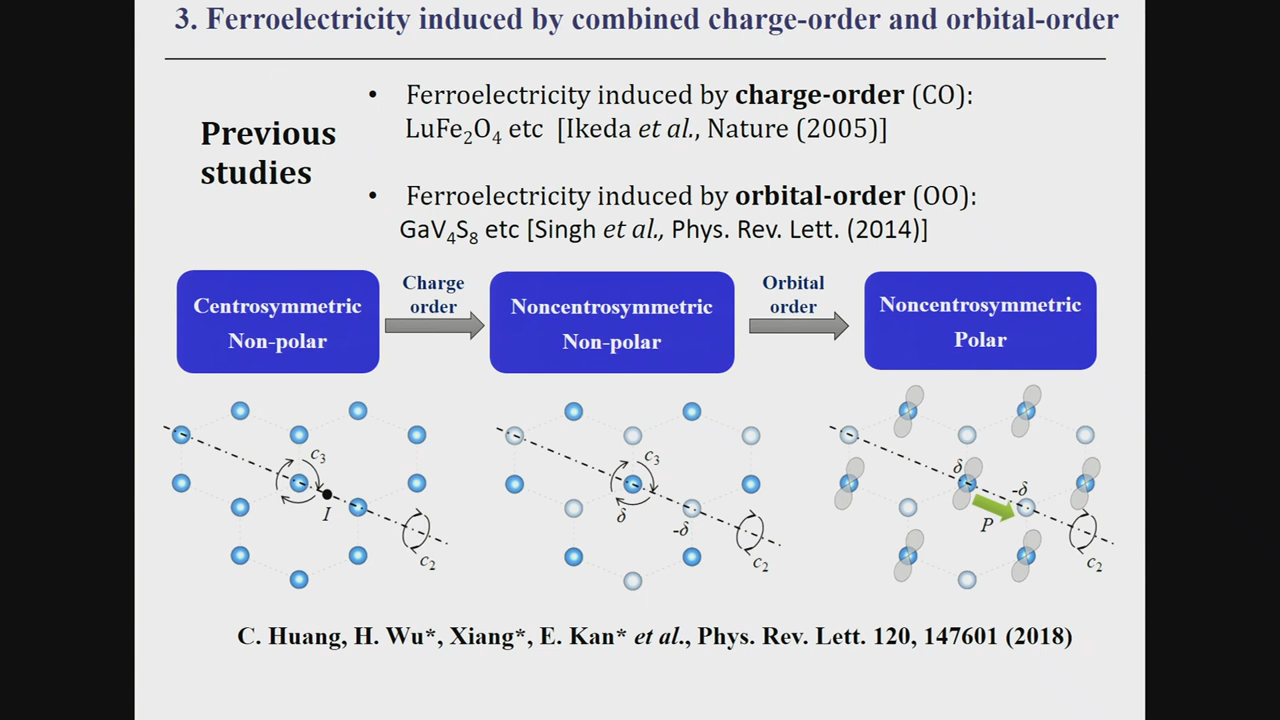 3. Ferroelectricity induced by combined charge-order and orbital-order
Previous
studies
• Ferroelectricity induced by charge-order (CO):
LuFe₂O₄ etc [Ikeda et al., Nature (2005)]
• Ferroelectricity induced by orbital-order (OO):
GaV₄S₈ etc [Singh et al., Phys. Rev. Lett. (2014)]
Centrosymmetric
Non-polar
Charge
order
Noncentrosymmetric
Non-polar
Orbital
order
Noncentrosymmetric
Polar
c₃
I
c₂
c₃
δ
-δ
c₂
δ
-δ
P
c₂
C. Huang, H. Wu*, Xiang*, E. Kan* et al., Phys. Rev. Lett. 120, 147601 (2018)